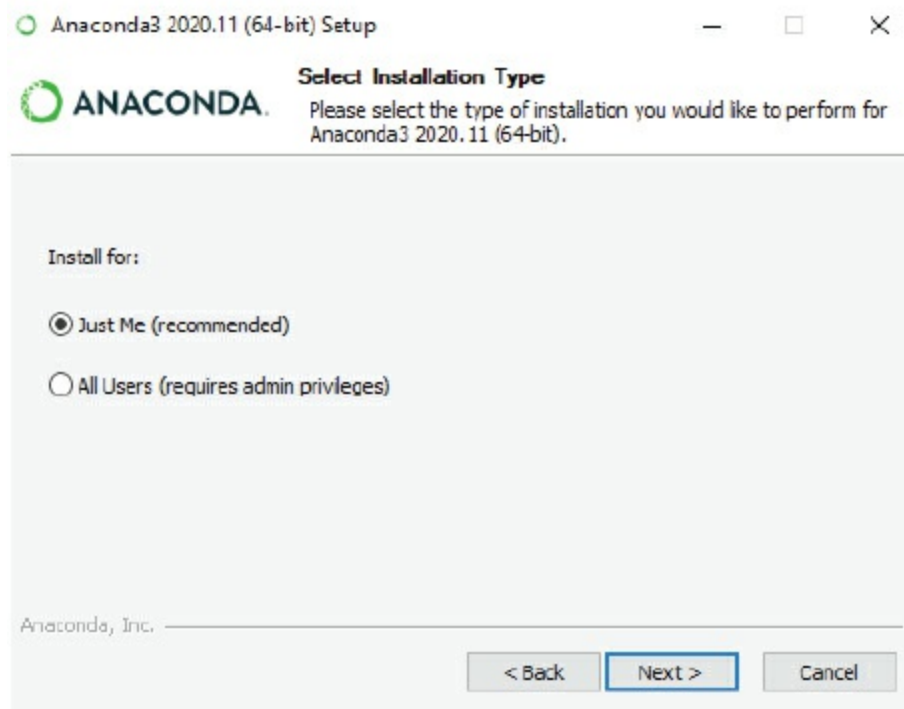 Anaconda3 2020.11 (64-bit) Setup
ANACONDA.
Select Installation Type
Please select the type of installation you would like to perform for
Anaconda3 2020.11 (64-bit).
Install for:
Just Me (recommended)
All Users (requires admin privileges)
Anaconda, Inc.
< Back
Next >
Cancel